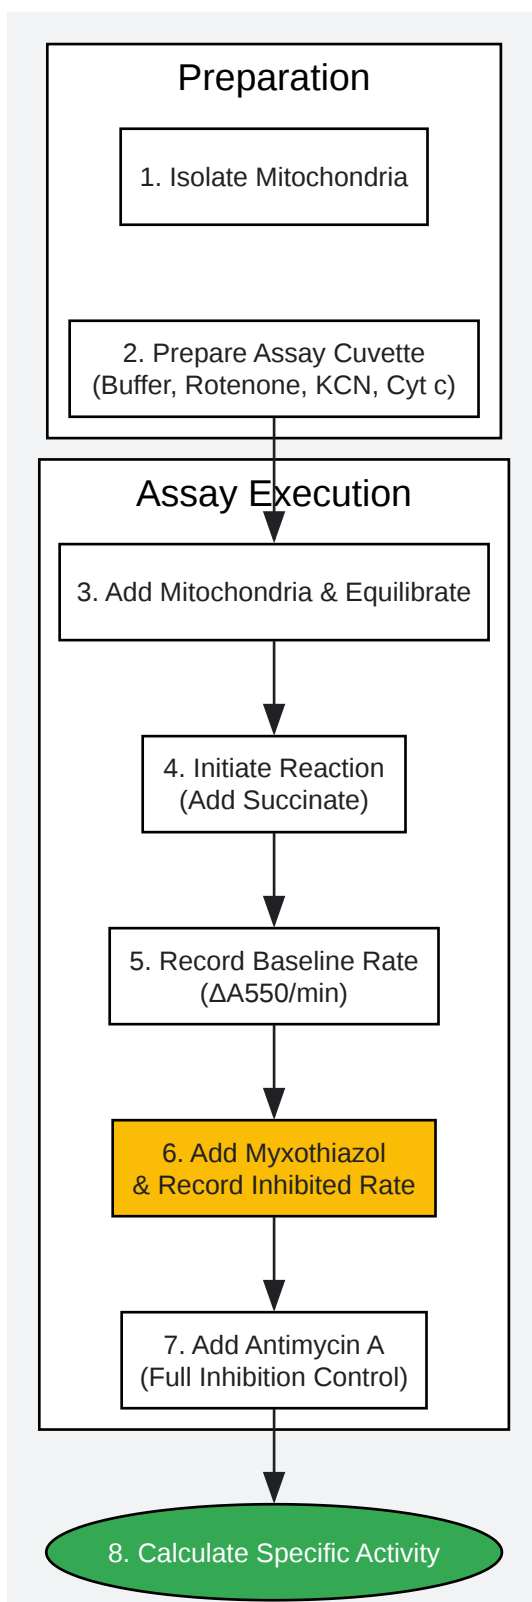 Preparation
1. Isolate Mitochondria
2. Prepare Assay Cuvette
(Buffer, Rotenone, KCN, Cyt c)
Assay Execution
3. Add Mitochondria & Equilibrate
4. Initiate Reaction
(Add Succinate)
5. Record Baseline Rate
(ΔA550/min)
6. Add Myxothiazol
& Record Inhibited Rate
7. Add Antimycin A
(Full Inhibition Control)
8. Calculate Specific Activity